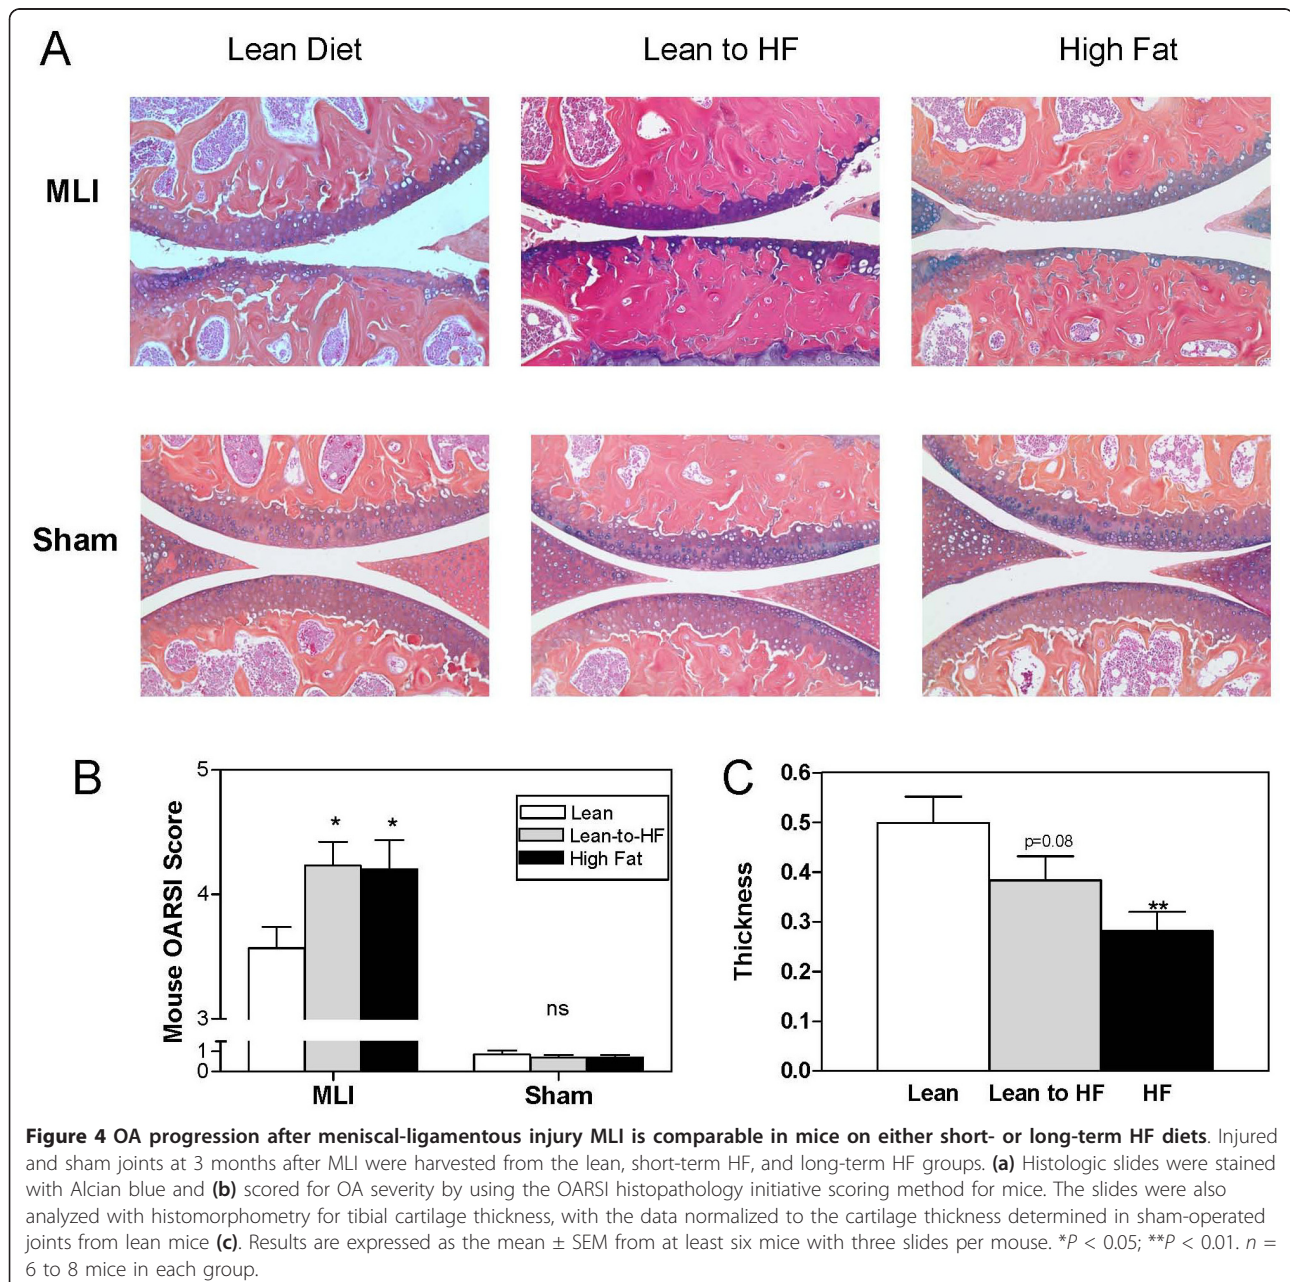 A
Lean Diet
Lean to HF
High Fat
MLI
Sham
B
Mouse OARSI Score
5
4
3
1
0
*
*
ns
Lean
Lean-to-HF
High Fat
MLI
Sham
C
Thickness
0.6
0.5
0.4
0.3
0.2
0.1
0.0
p=0.08
**
Lean
Lean to HF
HF
Figure 4 OA progression after meniscal-ligamentous injury MLI is comparable in mice on either short- or long-term HF diets. Injured
and sham joints at 3 months after MLI were harvested from the lean, short-term HF, and long-term HF groups. (a) Histologic slides were stained
with Alcian blue and (b) scored for OA severity by using the OARSI histopathology initiative scoring method for mice. The slides were also
analyzed with histomorphometry for tibial cartilage thickness, with the data normalized to the cartilage thickness determined in sham-operated
joints from lean mice (c). Results are expressed as the mean ± SEM from at least six mice with three slides per mouse. *P < 0.05; **P < 0.01. n =
6 to 8 mice in each group.